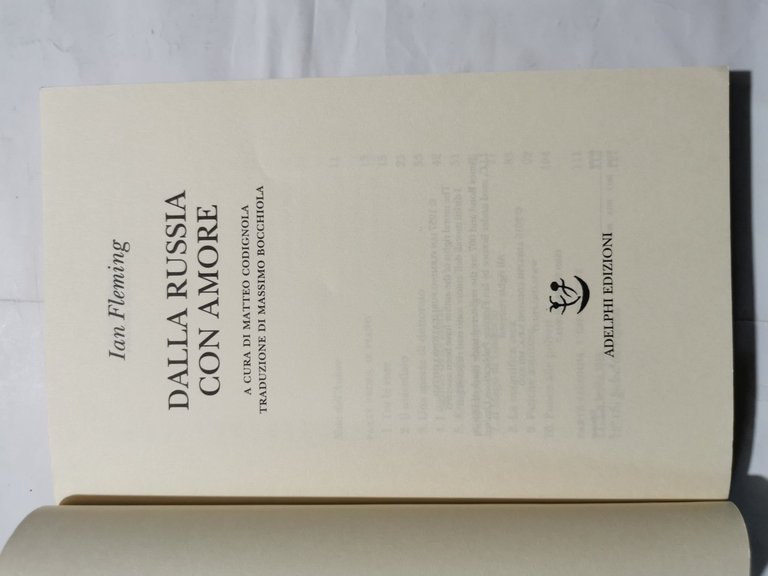 Ian Fleming
DALLA RUSSIA
CON AMORE
A CURA DI MATTEO CODIGNOLA
TRADUZIONE DI MASSIMO BOCCHIOLA
ADELPHI EDIZIONI